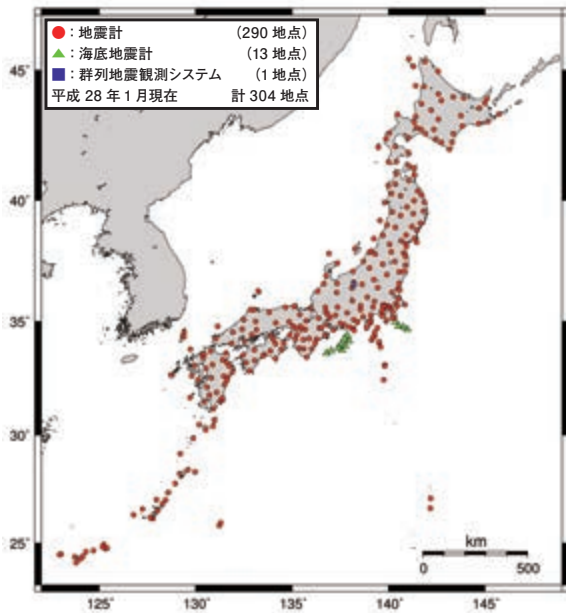 ●：地震計 (290 地点)
▲：海底地震計 (13 地点)
■：群列地震観測システム (1 地点)
平成 28 年 1 月現在 計 304 地点
45°
40°
35°
30°
25°
km
0 500
125° 130° 135° 140° 145°